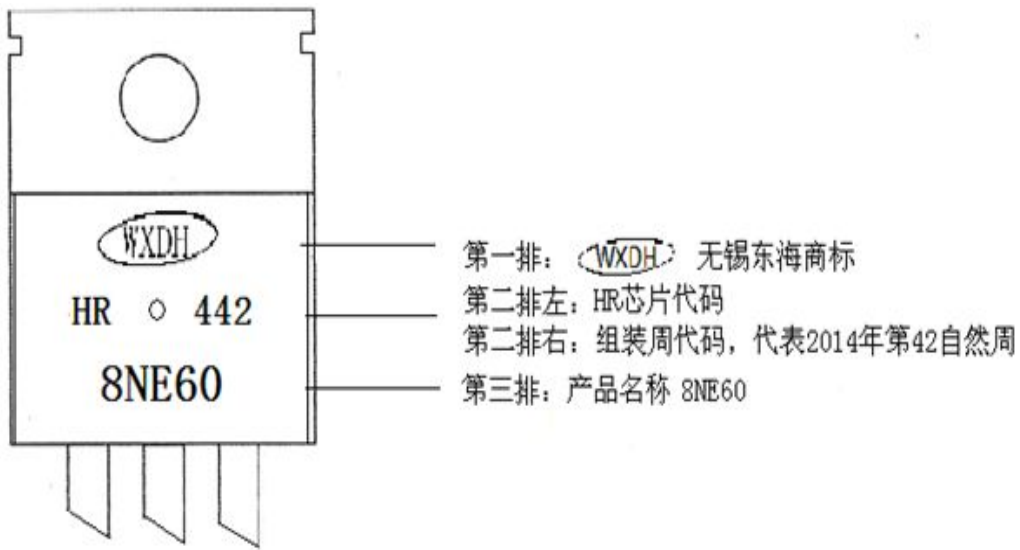 WXDH
HR 442
8NE60
第一排: WXDH 无锡东海商标
第二排左: HR芯片代码
第二排右: 组装周代码, 代表2014年第42自然周
第三排: 产品名称 8NE60